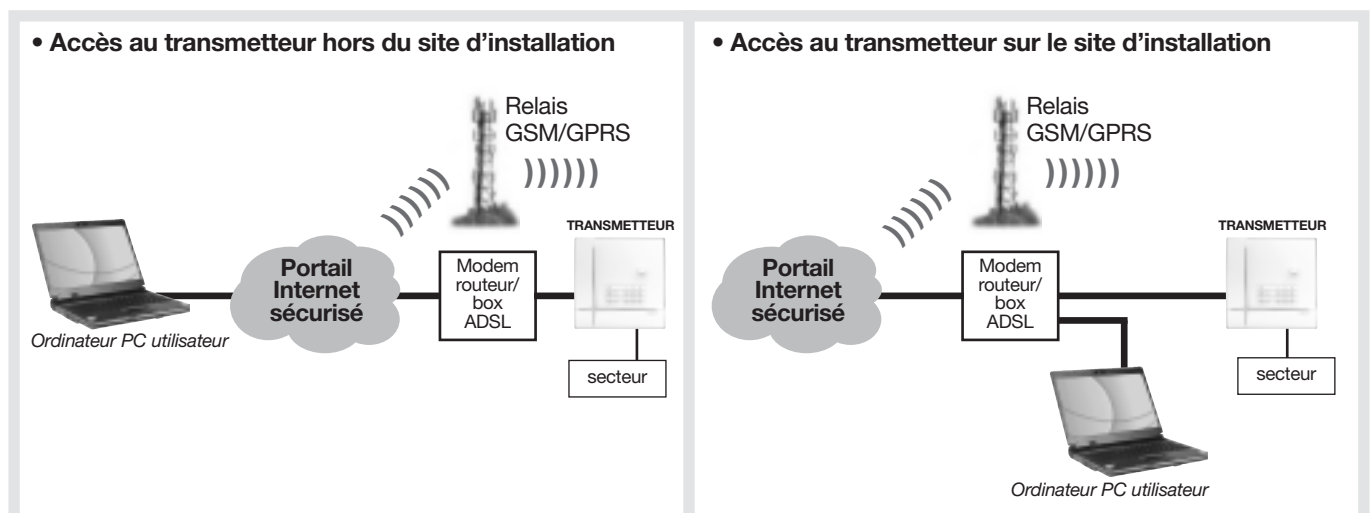 • Accès au transmetteur hors du site d'installation
Relais
GSM/GPRS
TRANSMETTEUR
Portail
Internet
sécurisé
Modem
routeur/
box
ADSL
Ordinateur PC utilisateur
secteur
• Accès au transmetteur sur le site d'installation
Relais
GSM/GPRS
TRANSMETTEUR
Portail
Internet
sécurisé
Modem
routeur/
box
ADSL
secteur
Ordinateur PC utilisateur